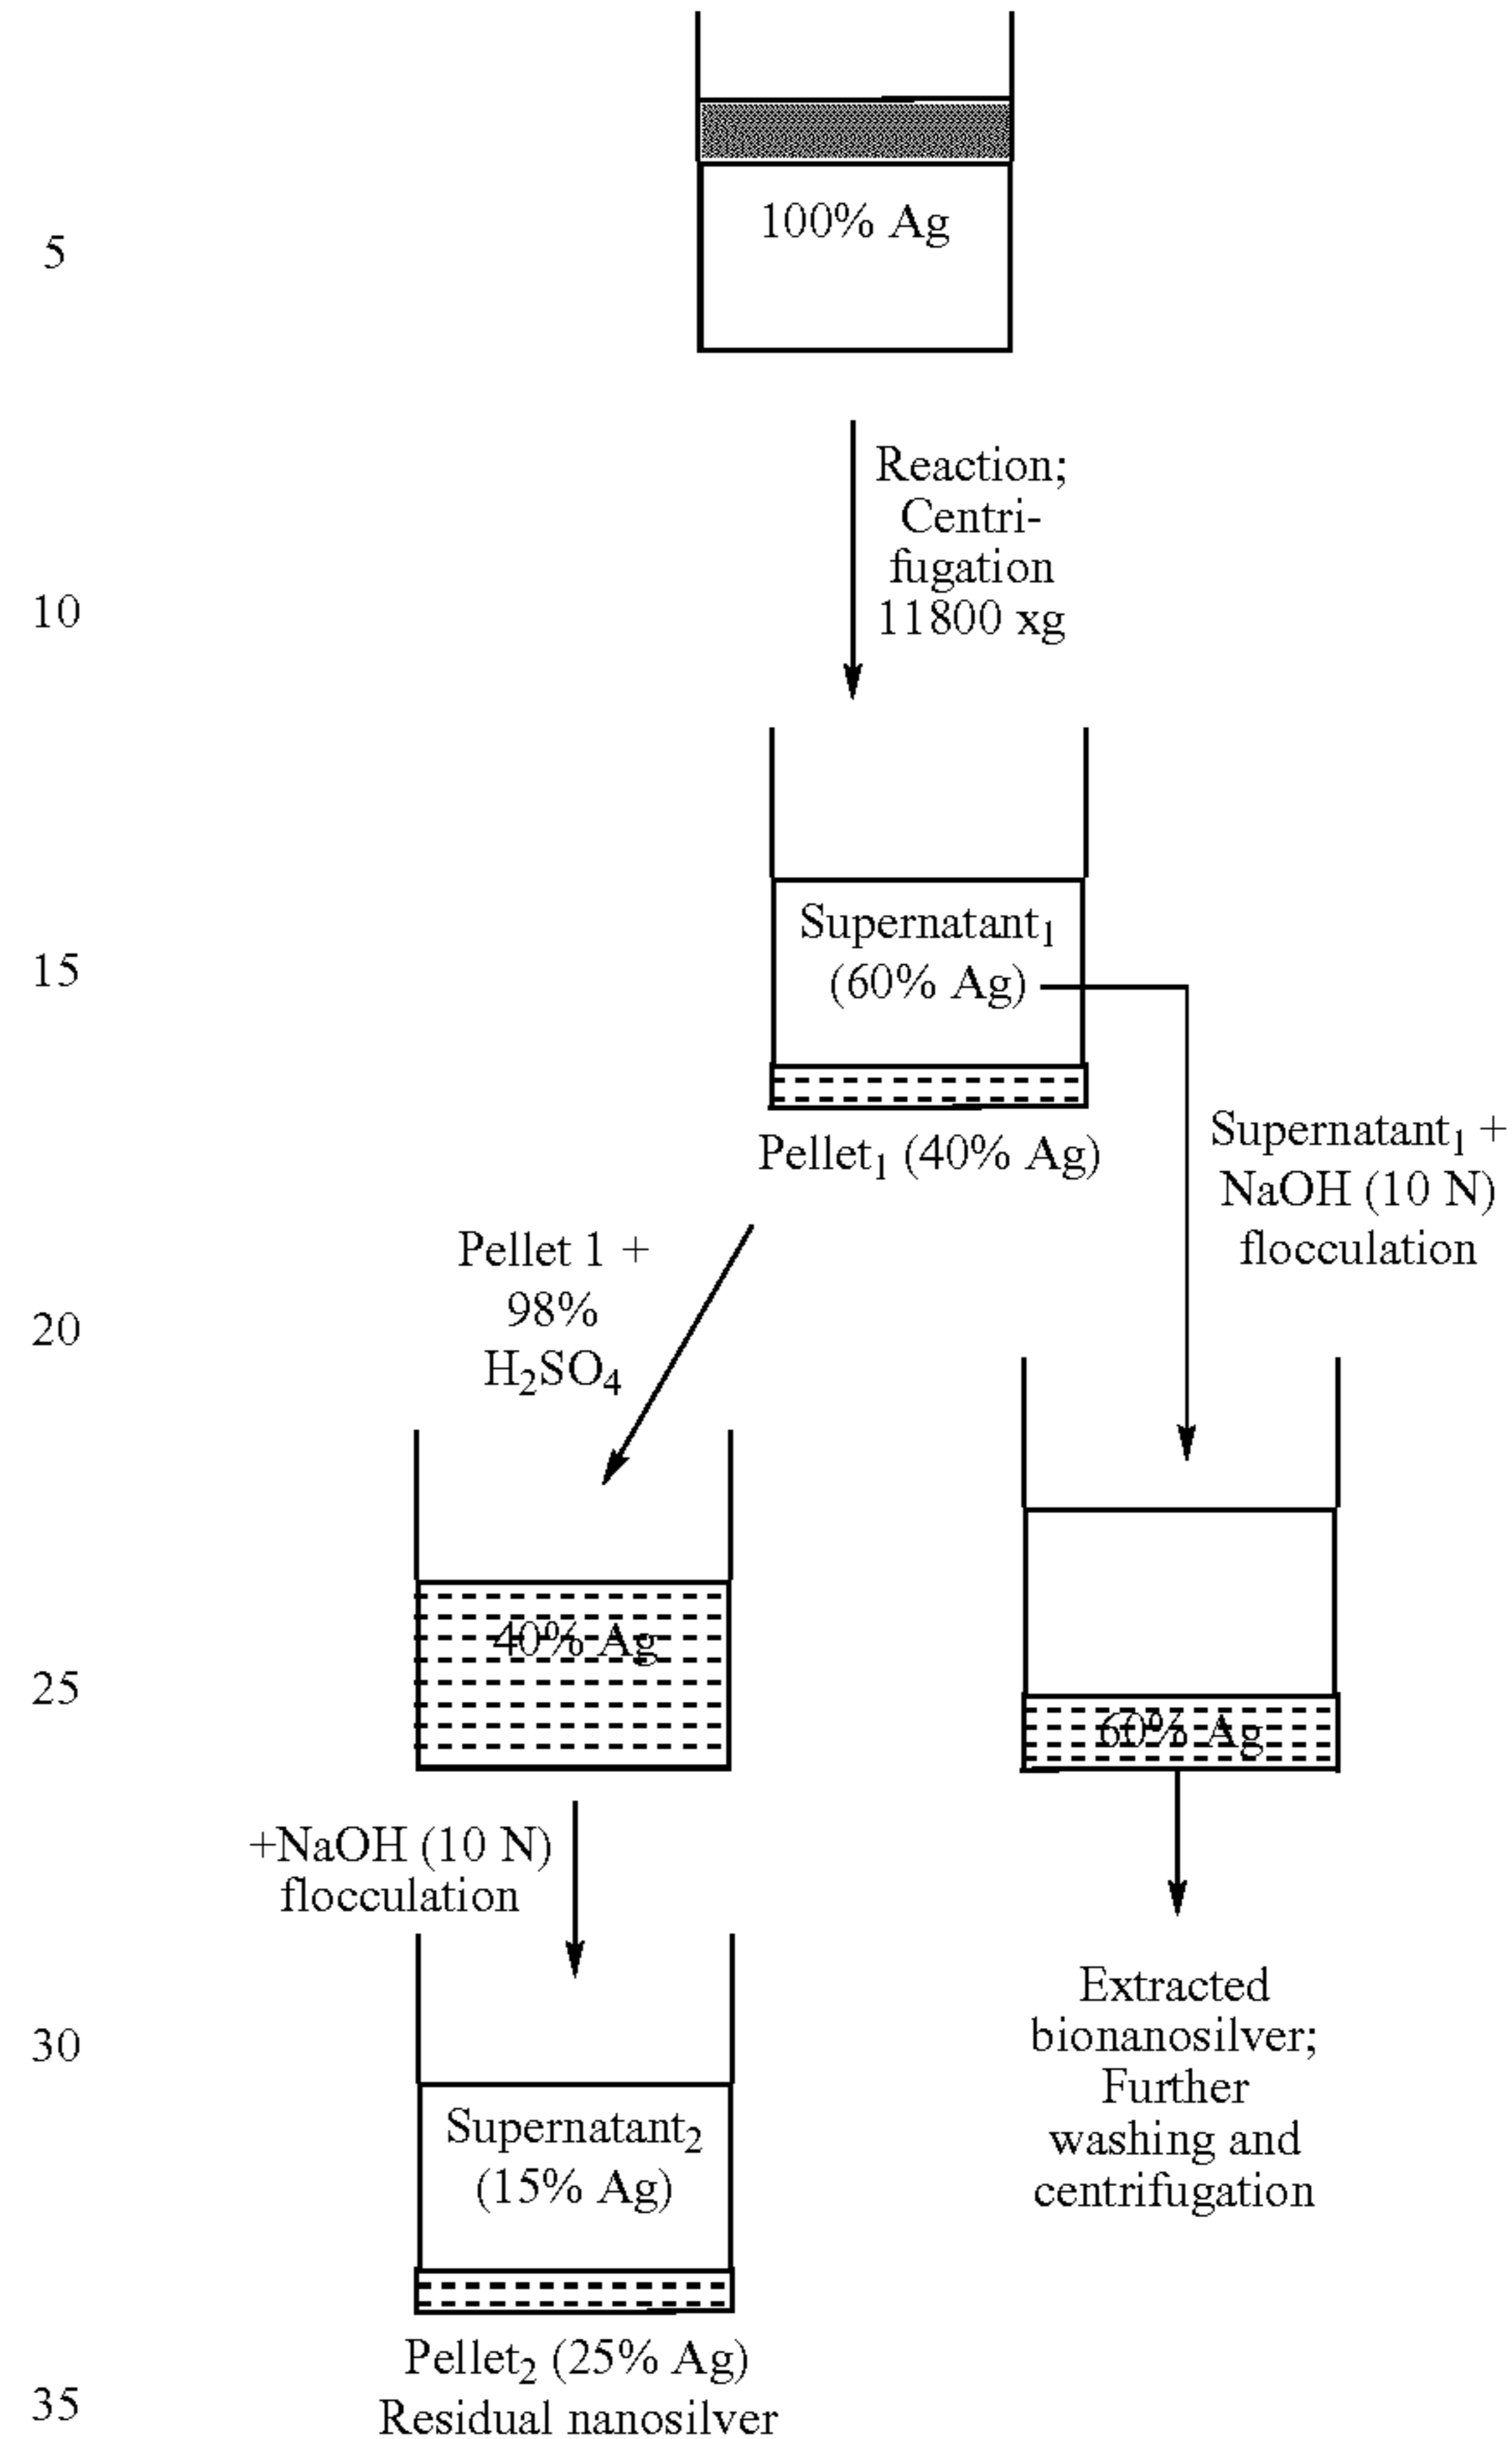 100% Ag
5
Reaction;
Centri-
fugation
11800 xg
10
Supernatant₁
(60% Ag)
15
Pellet₁ (40% Ag)
Supernatant₁ +
NaOH (10 N)
flocculation
Pellet 1 +
98%
H₂SO₄
20
40% Ag
60% Ag
25
+NaOH (10 N)
flocculation
Extracted
bionanosilver;
Further
washing and
centrifugation
30
Supernatant₂
(15% Ag)
Pellet₂ (25% Ag)
Residual nanosilver
35